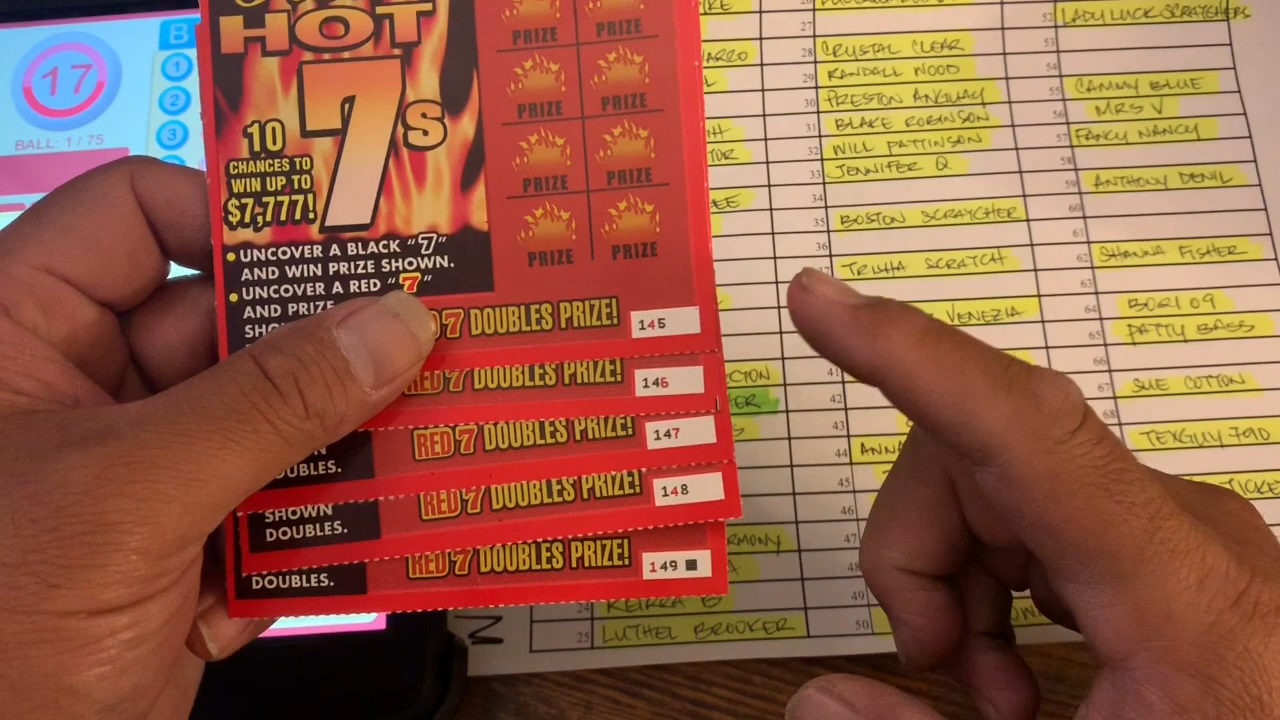 17
BALL: 1 / 75
B
1
2
3
HOT
7s
10
CHANCES TO
WIN UP TO
$7,777!
• UNCOVER A BLACK "7"
AND WIN PRIZE SHOWN.
• UNCOVER A RED "7"
AND PRIZE
PRIZE PRIZE
PRIZE PRIZE
PRIZE PRIZE
PRIZE PRIZE
7 DOUBLES PRIZE! 145
RED 7 DOUBLES PRIZE! 146
RED 7 DOUBLES PRIZE! 147
DOUBLES.
RED 7 DOUBLES PRIZE! 148
SHOWN
DOUBLES.
RED 7 DOUBLES PRIZE! 149
DOUBLES.
24
25 LUTHEL BROOKER
27
28 CRYSTAL CLEAR
29 RANDALL WOOD
30 PRESTON ANGUAY
31 BLAKE ROBINSON
32 WILL PATTINSON
33 JENNIFER Q
34
35 BOSTON SCRATCHER
36
TRISHA SCRATCH
VENEZIA
41
42
43
44 ANNA
45
46
47
48
49
50
52 LADY LUCK SCRATCHERS
53
54
55 CAMMY BLUE
56 MRS V
57 FANCY NANCY
58
59 ANTHONY DENIL
60
61
62 SHANNA FISHER
63
64 BORI 09
65 PATTY BASS
66
67 SUE COTTON
68
TEXGUY 790
TICKE